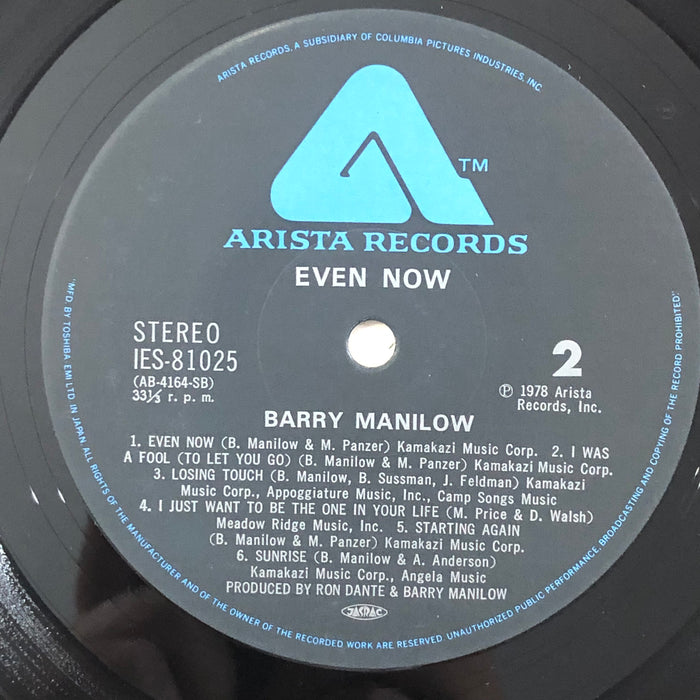 ARISTA RECORDS, A SUBSIDIARY OF COLUMBIA PICTURES INDUSTRIES, INC.
TM
ARISTA RECORDS
EVEN NOW
STEREO
IES-81025
(AB-4164-SB)
33⅓ r. p. m.
2
Ⓟ 1978 Arista
Records, Inc.
BARRY MANILOW
1. EVEN NOW (B. Manilow & M. Panzer) Kamakazi Music Corp. 2. I WAS
A FOOL (TO LET YOU GO) (B. Manilow & M. Panzer) Kamakazi Music Corp.
3. LOSING TOUCH (B. Manilow, B. Sussman, J. Feldman) Kamakazi
Music Corp., Appoggiature Music, Inc., Camp Songs Music
4. I JUST WANT TO BE THE ONE IN YOUR LIFE (M. Price & D. Walsh)
Meadow Ridge Music, Inc. 5. STARTING AGAIN
(B. Manilow & M. Panzer) Kamakazi Music Corp.
6. SUNRISE (B. Manilow & A. Anderson)
Kamakazi Music Corp., Angela Music
PRODUCED BY RON DANTE & BARRY MANILOW
JASRAC
"MFD. BY TOSHIBA EMI LTD. IN JAPAN. ALL RIGHTS OF THE MANUFACTURER AND OF THE OWNER OF THE RECORDED WORK ARE RESERVED. UNAUTHORIZED PUBLIC PERFORMANCE, BROADCASTING AND COPYING OF THE RECORD PROHIBITED."